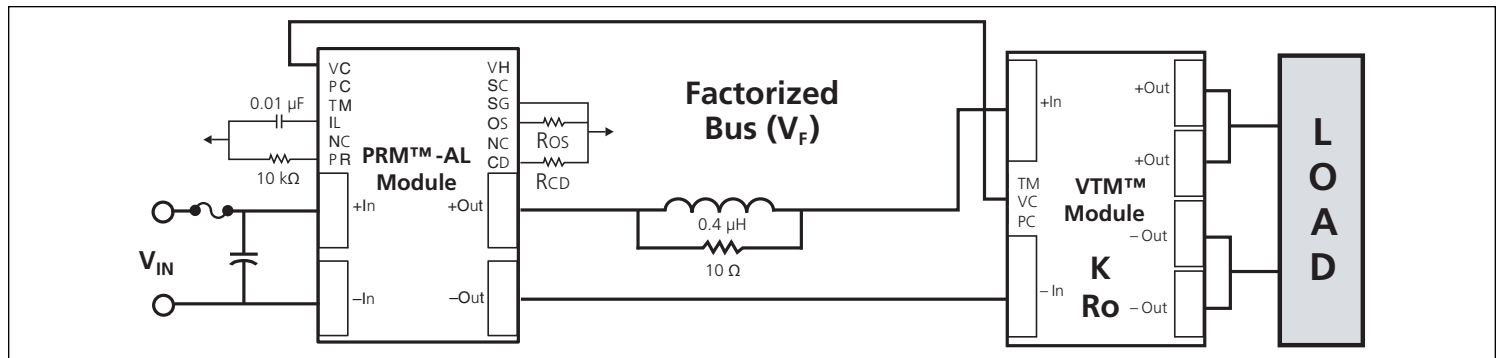 VC
PC
TM
IL
NC
PR
VH
SC
SG
OS
NC
CD
0.01 µF
10 kΩ
ROS
RCD
PRM™-AL
Module
+In
–In
+Out
–Out
VIN
Factorized
Bus (VF)
0.4 µH
10 Ω
+In
TM
VC
PC
– In
VTM™
Module
K
Ro
+Out
+Out
– Out
– Out
L
O
A
D